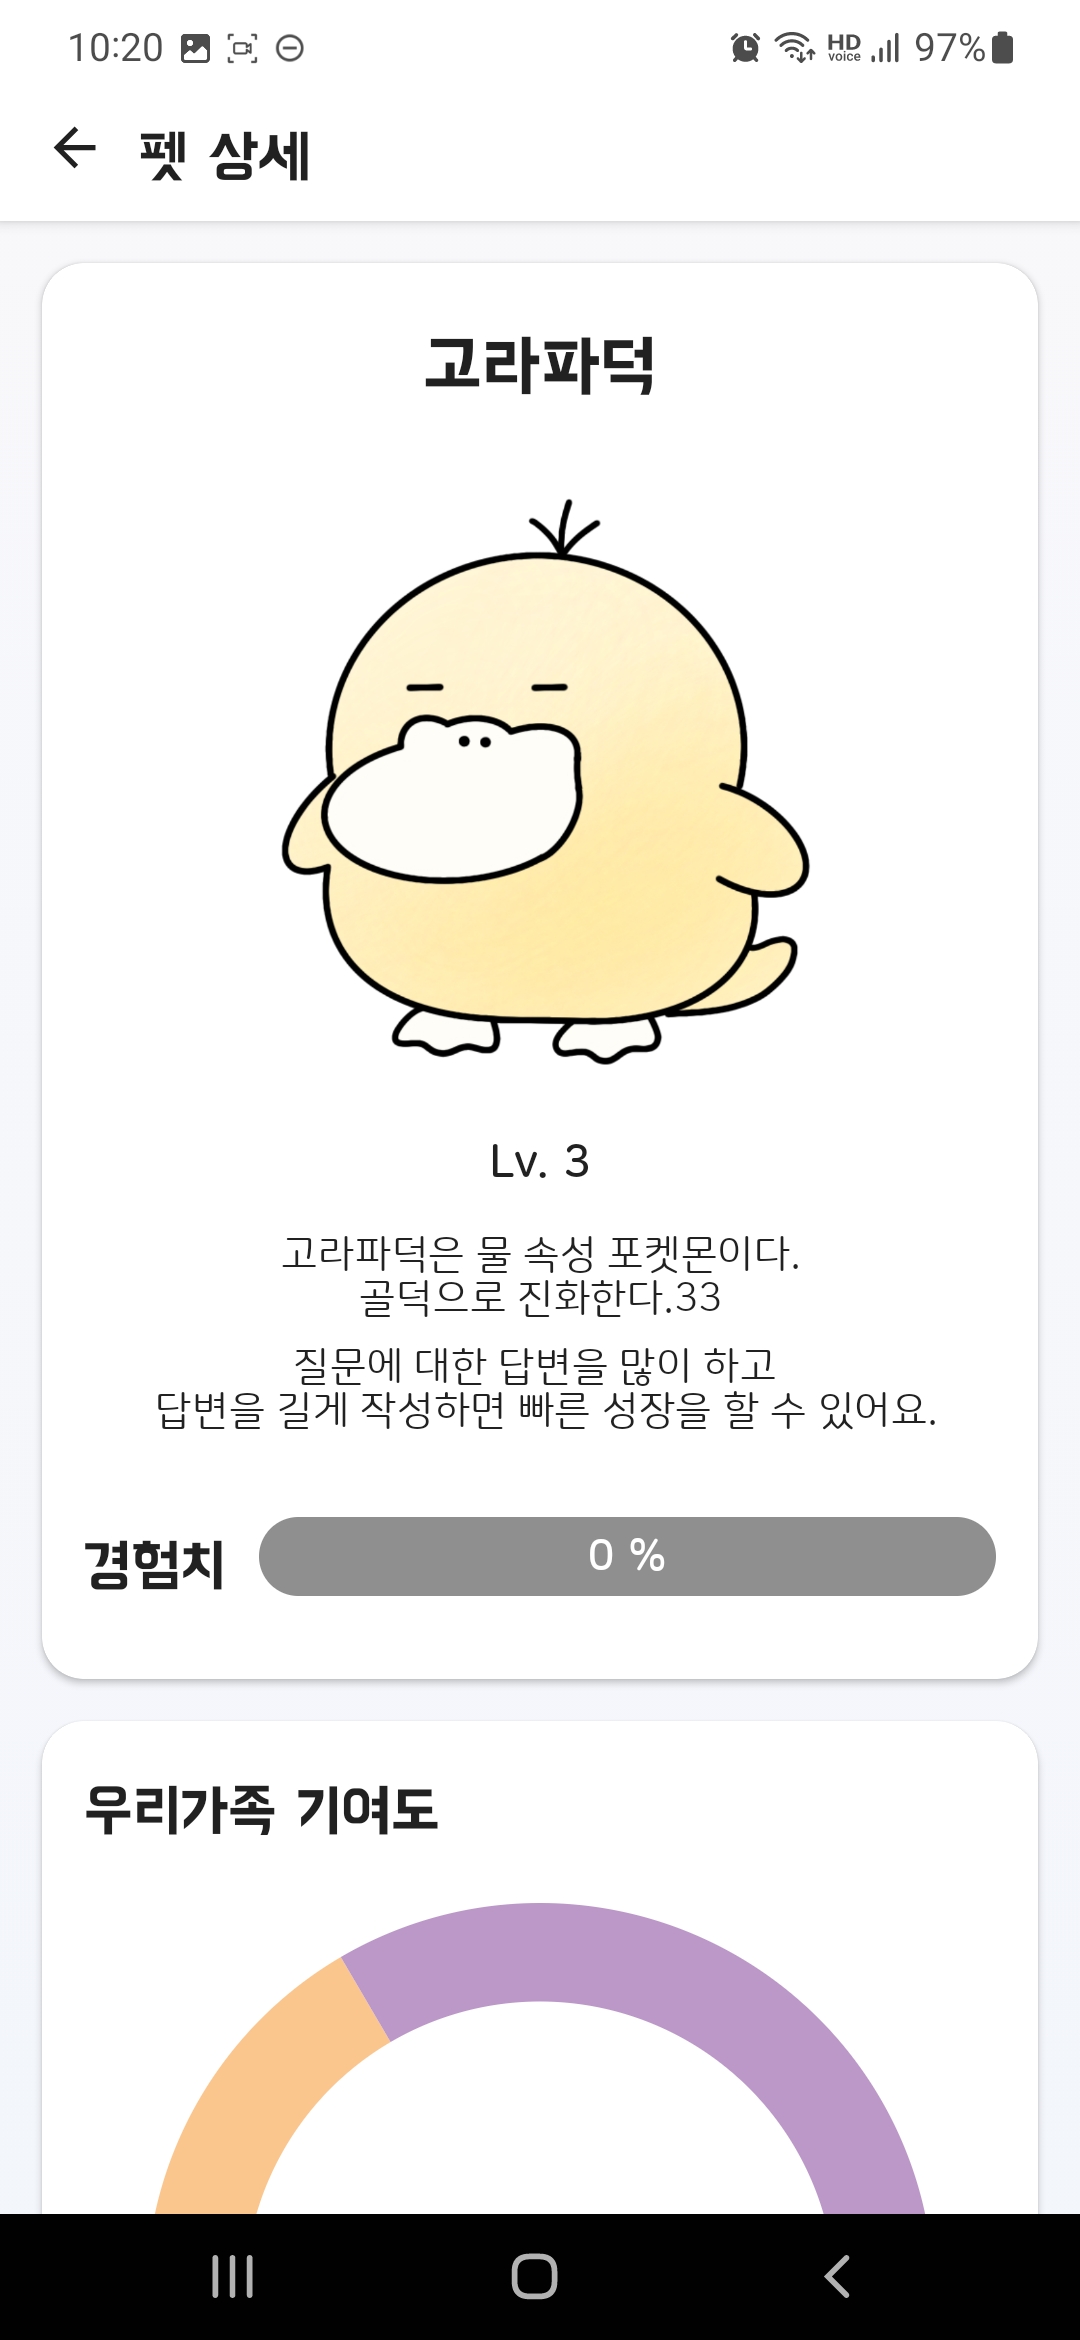 10:20 HD voice 97%
펫 상세
고라파덕
Lv. 3
고라파덕은 물 속성 포켓몬이다.
골덕으로 진화한다.33
질문에 대한 답변을 많이 하고
답변을 길게 작성하면 빠른 성장을 할 수 있어요.
경험치 0 %
우리가족 기여도